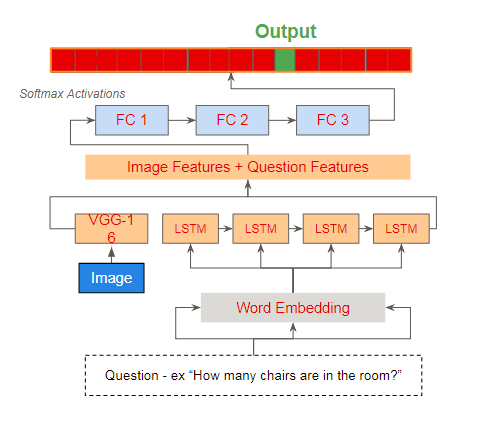 Output
Softmax Activations
FC 1
FC 2
FC 3
Image Features + Question Features
VGG-1
6
LSTM
LSTM
LSTM
LSTM
Image
Word Embedding
Question - ex “How many chairs are in the room?”